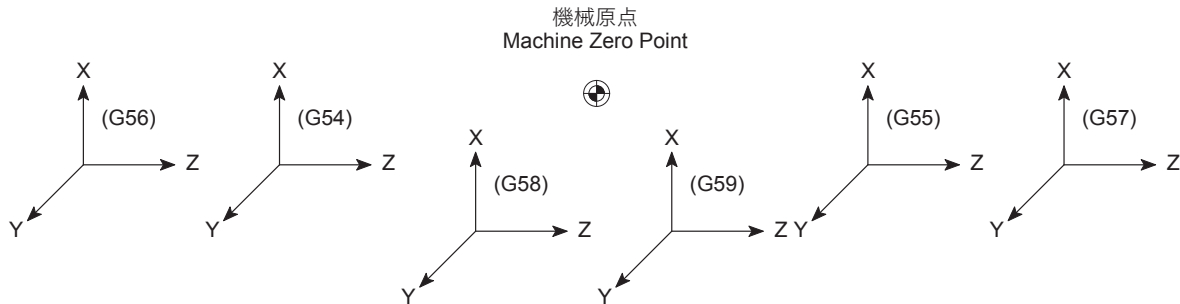 機械原点
Machine Zero Point
X
(G56)
Z
Y
X
(G54)
Z
Y
X
(G58)
Z
Y
X
(G59)
Z
Y
X
(G55)
Z
Y
X
(G57)
Z
Y